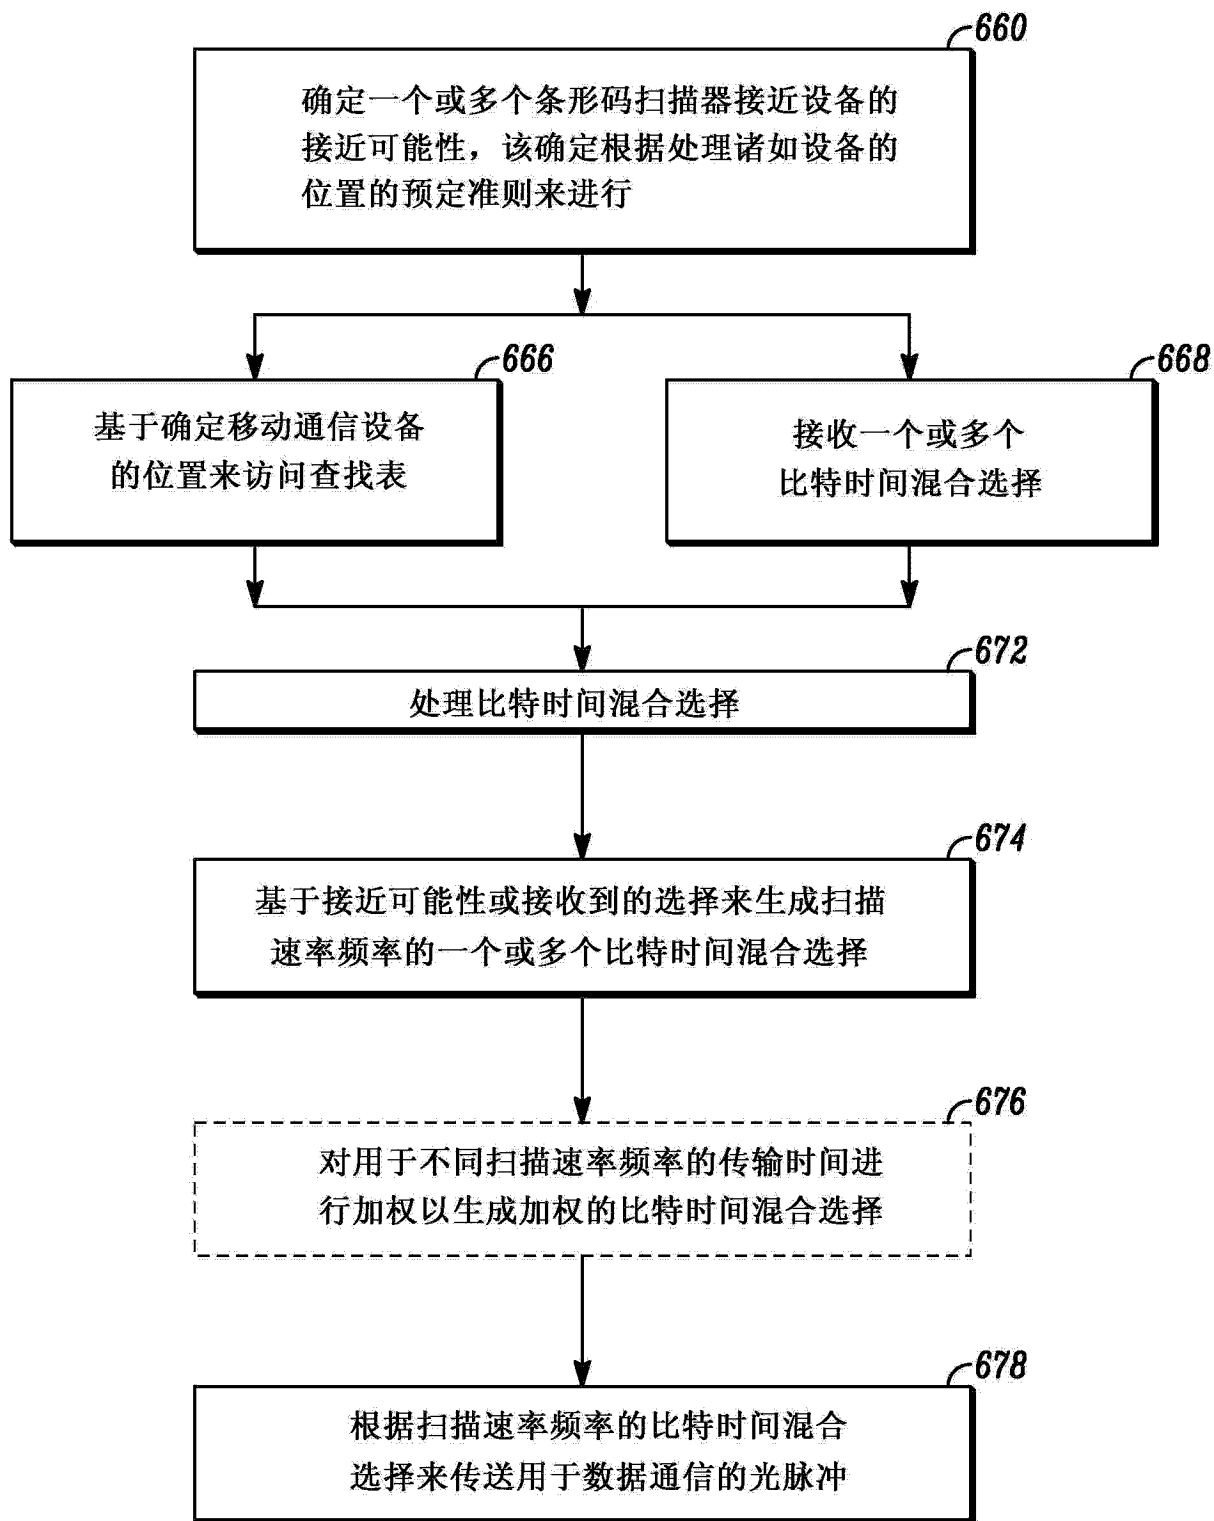 660
确定一个或多个条形码扫描器接近设备的
接近可能性，该确定根据处理诸如设备的
位置的预定准则来进行
666
基于确定移动通信设备
的位置来访问查找表
668
接收一个或多个
比特时间混合选择
672
处理比特时间混合选择
674
基于接近可能性或接收到的选择来生成扫描
速率频率的一个或多个比特时间混合选择
676
对用于不同扫描速率频率的传输时间进
行加权以生成加权的比特时间混合选择
678
根据扫描速率频率的比特时间混合
选择来传送用于数据通信的光脉冲